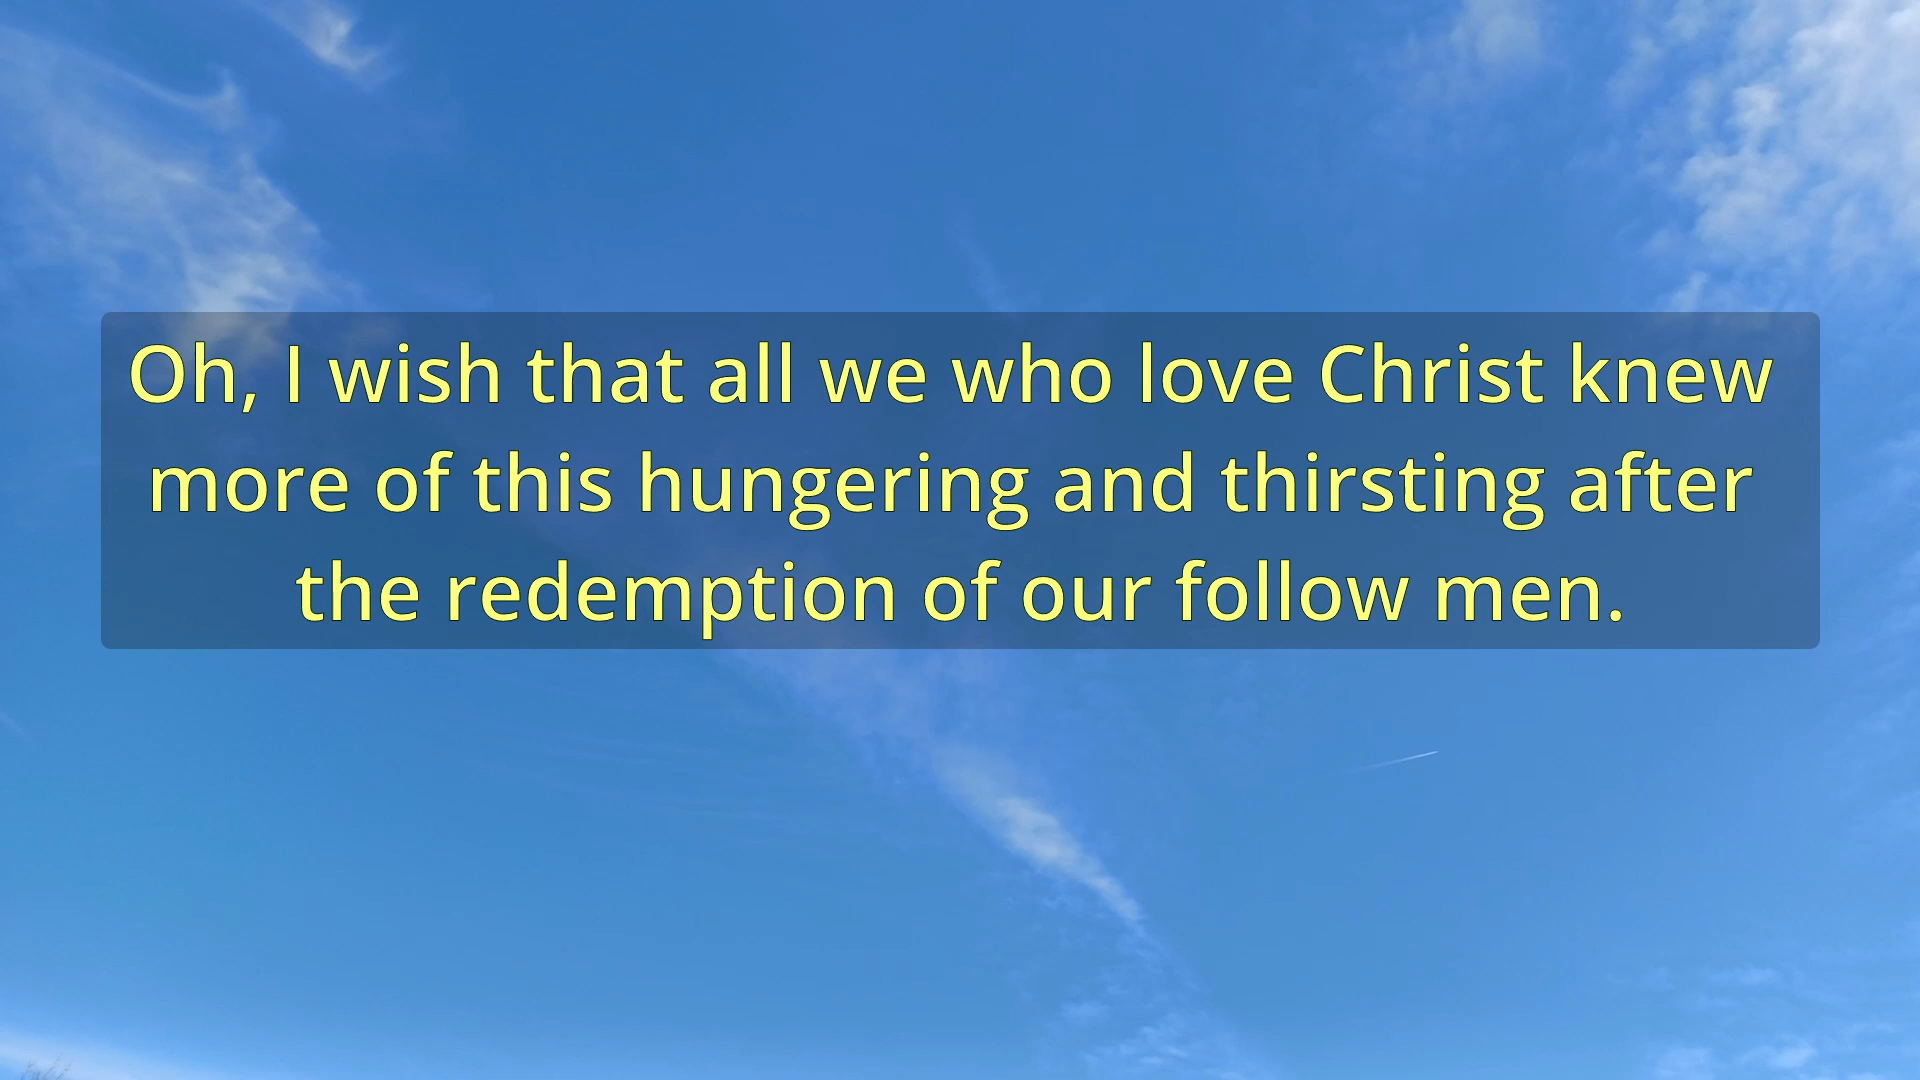 Oh, I wish that all we who love Christ knew
more of this hungering and thirsting after
the redemption of our follow men.